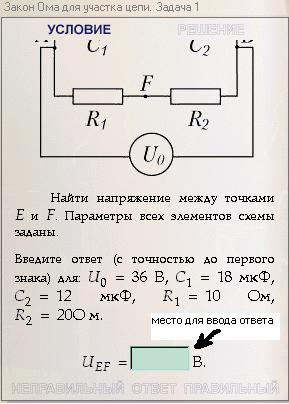 Закон Ома для участка цепи. Задача 1
УСЛОВИЕ РЕШЕНИЕ
C1 C2
F
R1 R2
U0
Найти напряжение между точками
E и F. Параметры всех элементов схемы
заданы.
Введите ответ (с точностью до первого
знака) для: U0 = 36 В, C1 = 18 мкФ,
C2 = 12 мкФ, R1 = 10 Ом,
R2 = 20О м.
место для ввода ответа
UEF = В.
НЕПРАВИЛЬНЫЙ ОТВЕТ ПРАВИЛЬНЫЙ